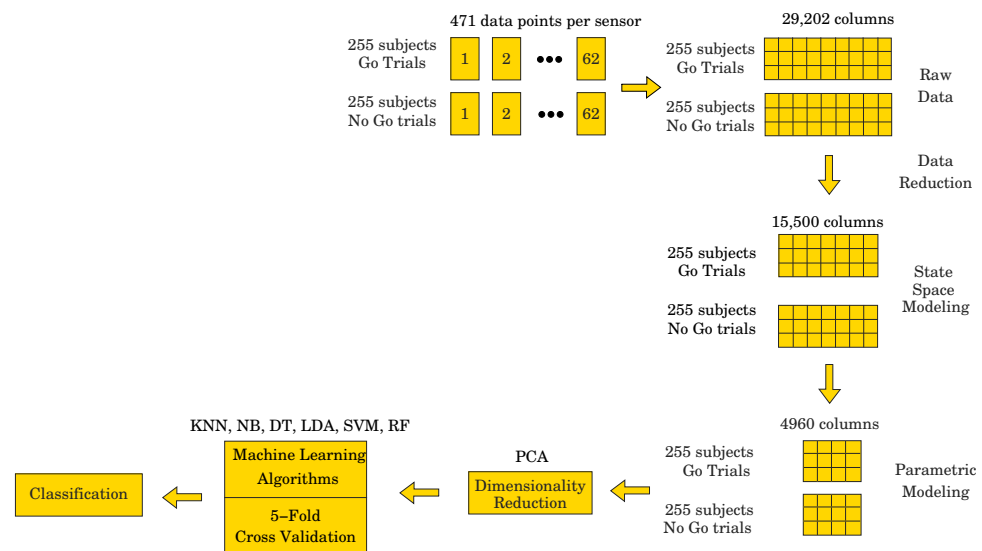 471 data points per sensor
255 subjects
Go Trials
1 2 ••• 62
255 subjects
No Go trials
1 2 ••• 62
29,202 columns
255 subjects
Go Trials
255 subjects
No Go trials
Raw
Data
Data
Reduction
15,500 columns
255 subjects
Go Trials
255 subjects
No Go trials
State
Space
Modeling
4960 columns
255 subjects
Go Trials
255 subjects
No Go trials
Parametric
Modeling
PCA
Dimensionality
Reduction
KNN, NB, DT, LDA, SVM, RF
Machine Learning
Algorithms
5−Fold
Cross Validation
Classification